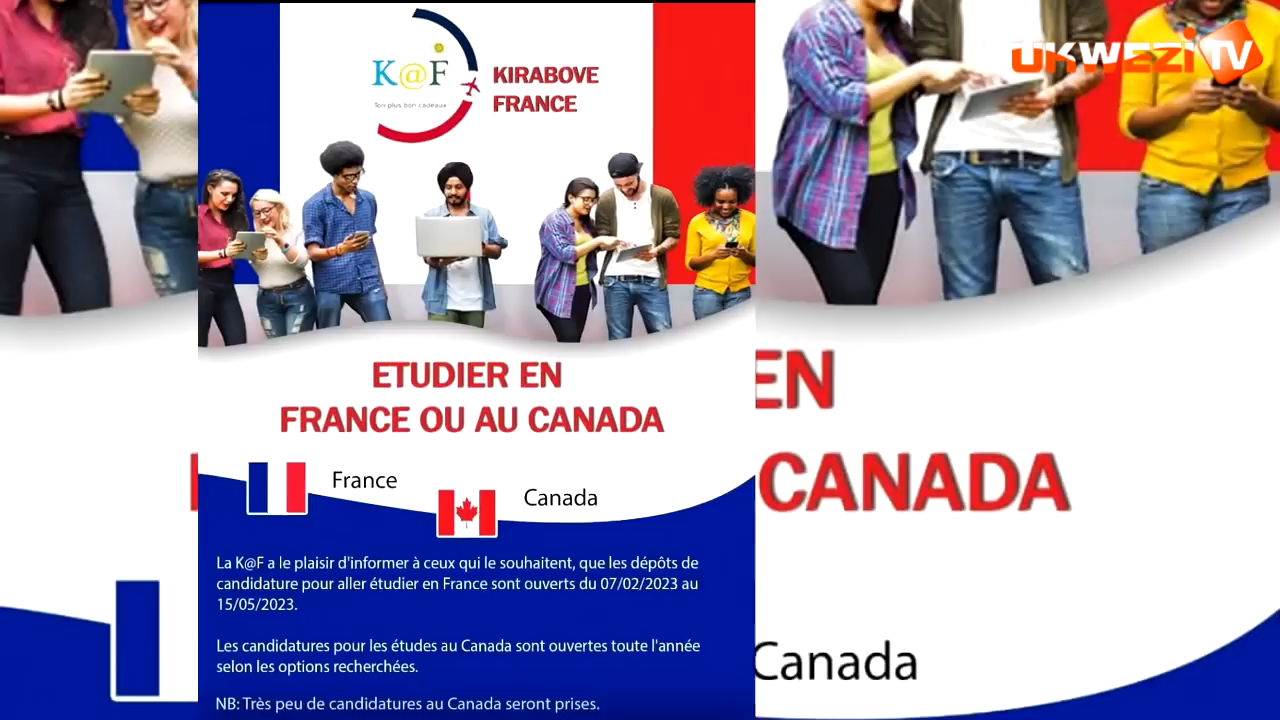 UKWEZI TV
K@F
Ton plus bon cadeaux
KIRABOVE
FRANCE
ETUDIER EN
FRANCE OU AU CANADA
France
Canada
La K@F a le plaisir d'informer à ceux qui le souhaitent, que les dépôts de
candidature pour aller étudier en France sont ouverts du 07/02/2023 au
15/05/2023.
Les candidatures pour les études au Canada sont ouvertes toute l'année
selon les options recherchées.
NB: Très peu de candidatures au Canada seront prises.
EN
CANADA
Canada